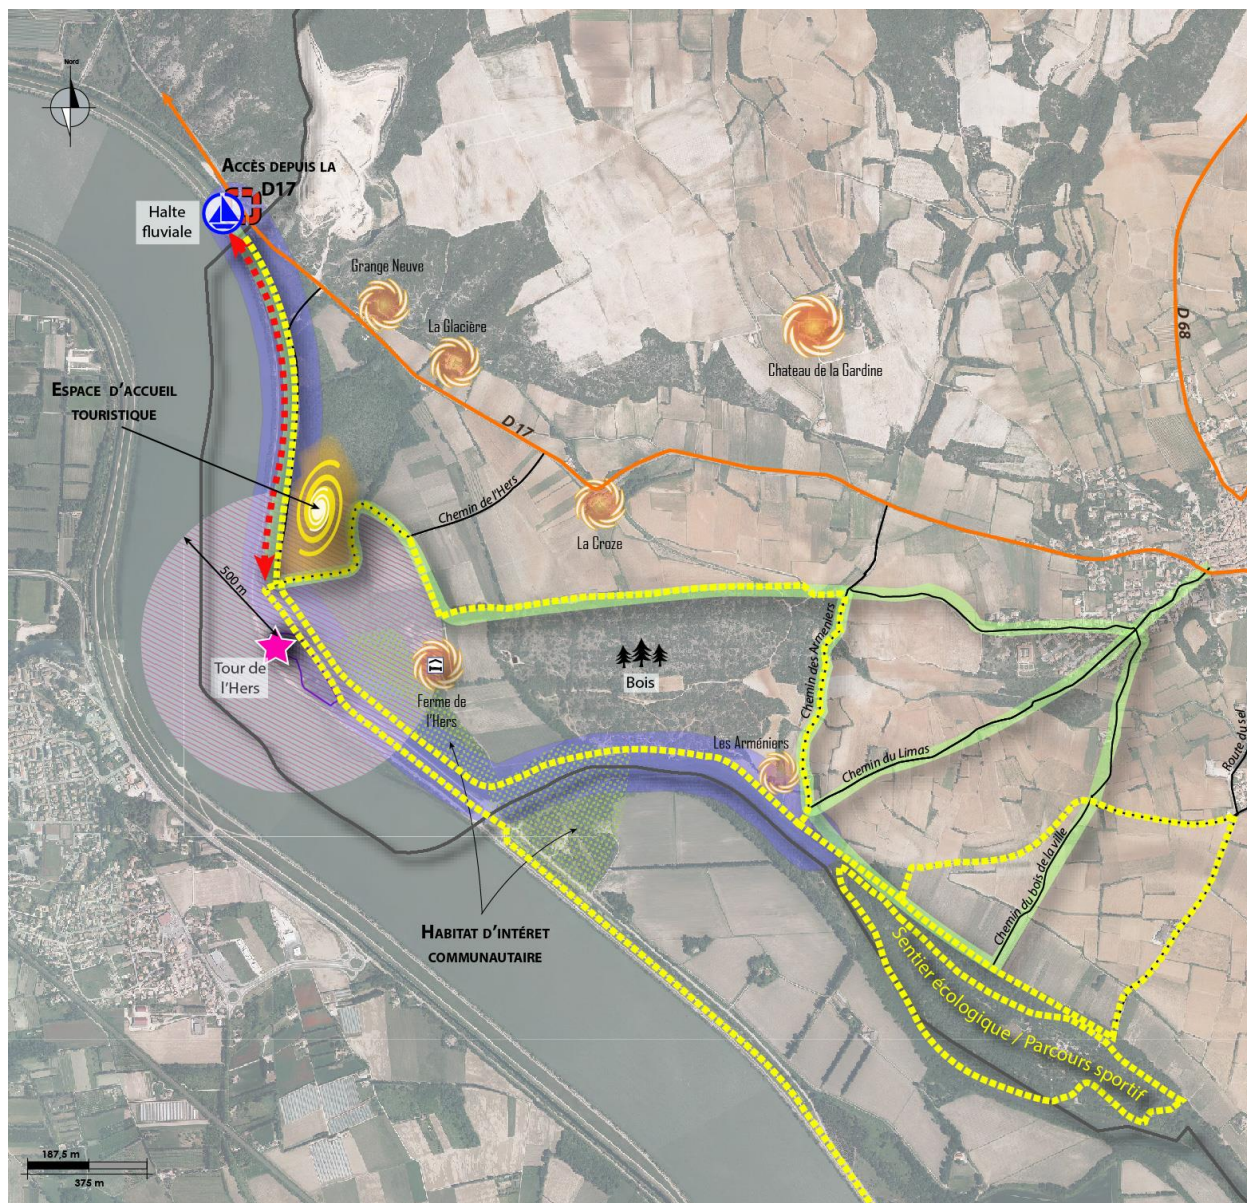 Nord
Accès depuis la
D17
Halte
fluviale
Grange Neuve
La Glacière
D 68
Chateau de la Gardine
Espace d'accueil
touristique
D 17
Chemin de l'Hers
La Croze
500 m
Tour de
l'Hers
Chemin des Arméniers
Bois
Ferme de
l'Hers
Les Arméniers
Chemin du Limas
Route du sel
Chemin du bois de la ville
Habitat d'intéret
communautaire
Sentier écologique / Parcours sportif
187,5 m
375 m